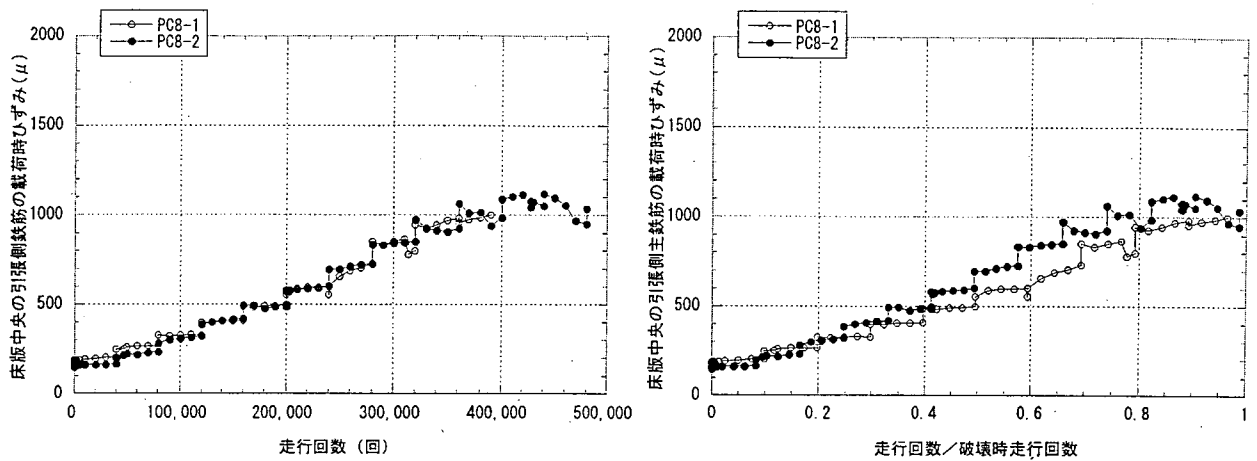 PC8-1
PC8-2
床版中央の引張側鉄筋の載荷時ひずみ(μ)
2000
1500
1000
500
0
0
100,000
200,000
300,000
400,000
500,000
走行回数 (回)
PC8-1
PC8-2
床版中央の引張側主鉄筋の載荷時ひずみ(μ)
2000
1500
1000
500
0
0
0.2
0.4
0.6
0.8
1
走行回数/破壊時走行回数